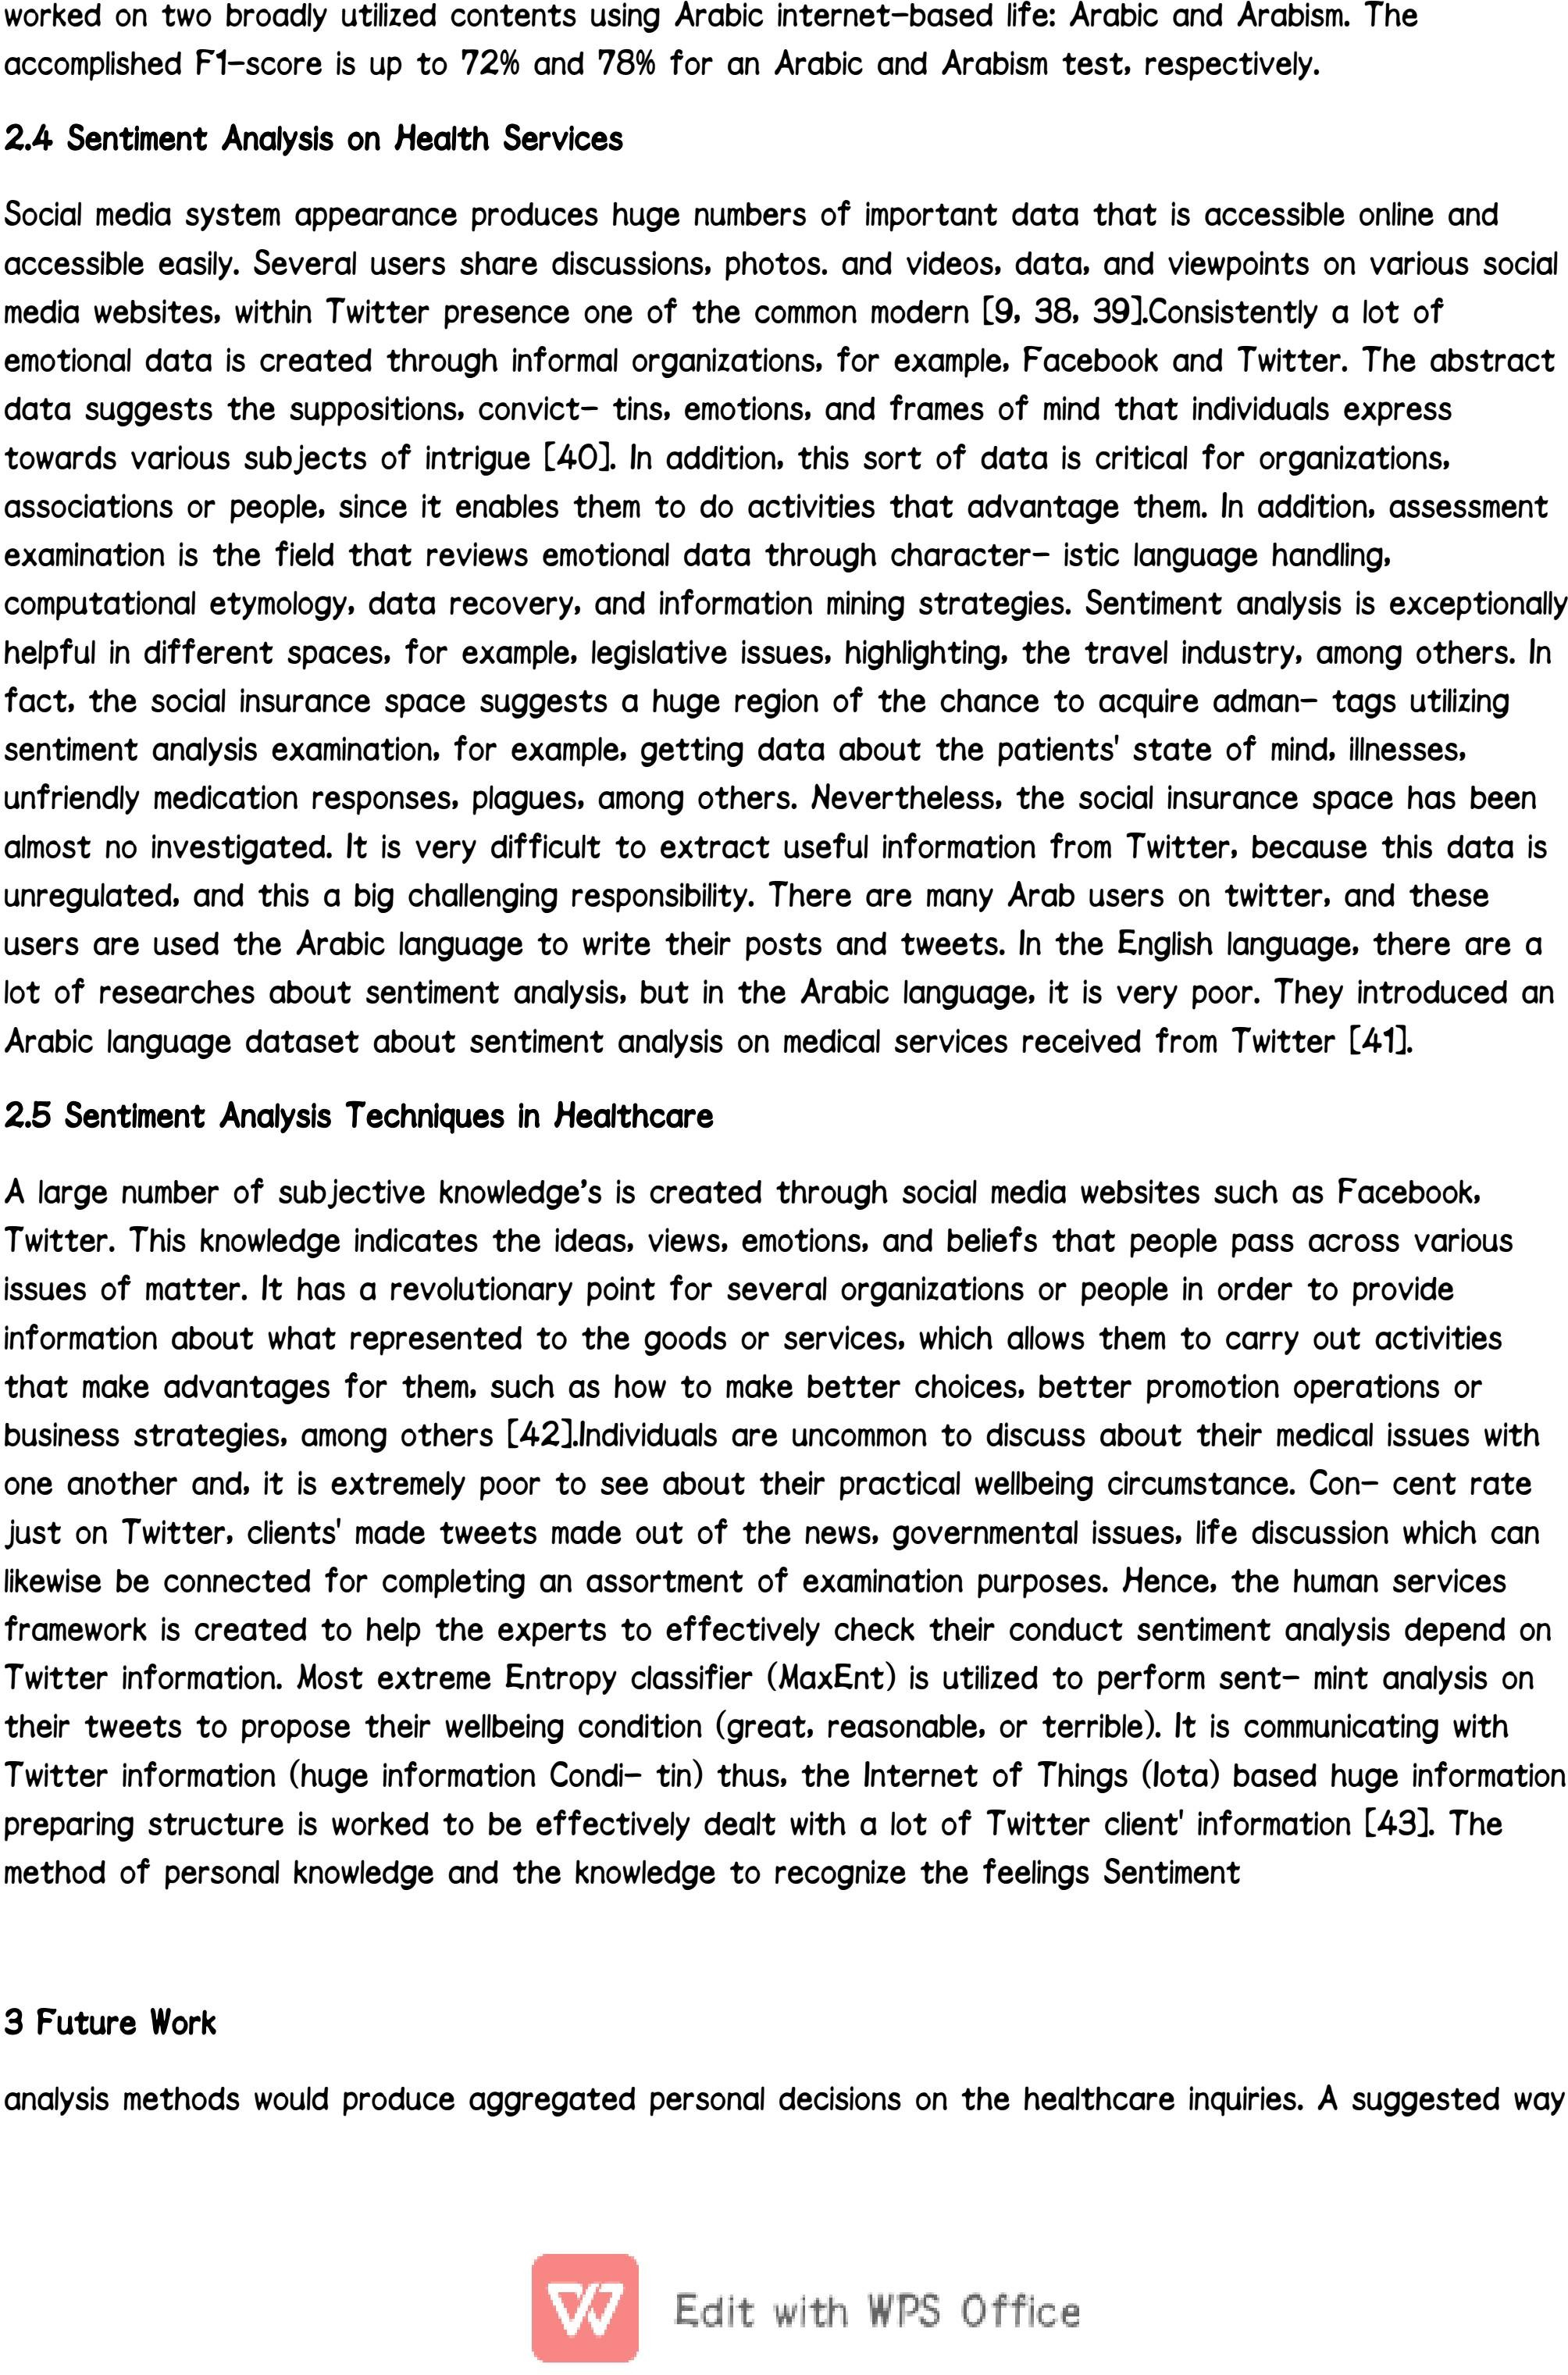 worked on two broadly utilized contents using Arabic internet-based life: Arabic and Arabism. The
accomplished F1-score is up to 72% and 78% for an Arabic and Arabism test, respectively.
2.4 Sentiment Analysis on Health Services
Social media system appearance produces huge numbers of important data that is accessible online and
accessible easily. Several users share discussions, photos. and videos, data, and viewpoints on various social
media websites, within Twitter presence one of the common modern [9, 38, 39].Consistently a lot of
emotional data is created through informal organizations, for example, Facebook and Twitter. The abstract
data suggests the suppositions, convict- tins, emotions, and frames of mind that individuals express
towards various subjects of intrigue [40]. In addition, this sort of data is critical for organizations,
associations or people, since it enables them to do activities that advantage them. In addition, assessment
examination is the field that reviews emotional data through character- istic language handling,
computational etymology, data recovery, and information mining strategies. Sentiment analysis is exceptionally
helpful in different spaces, for example, legislative issues, highlighting, the travel industry, among others. In
fact, the social insurance space suggests a huge region of the chance to acquire adman- tags utilizing
sentiment analysis examination, for example, getting data about the patients' state of mind, illnesses,
unfriendly medication responses, plagues, among others. Nevertheless, the social insurance space has been
almost no investigated. It is very difficult to extract useful information from Twitter, because this data is
unregulated, and this a big challenging responsibility. There are many Arab users on twitter, and these
users are used the Arabic language to write their posts and tweets. In the English language, there are a
lot of researches about sentiment analysis, but in the Arabic language, it is very poor. They introduced an
Arabic language dataset about sentiment analysis on medical services received from Twitter [41].
2.5 Sentiment Analysis Techniques in Healthcare
A large number of subjective knowledge’s is created through social media websites such as Facebook,
Twitter. This knowledge indicates the ideas, views, emotions, and beliefs that people pass across various
issues of matter. It has a revolutionary point for several organizations or people in order to provide
information about what represented to the goods or services, which allows them to carry out activities
that make advantages for them, such as how to make better choices, better promotion operations or
business strategies, among others [42].Individuals are uncommon to discuss about their medical issues with
one another and, it is extremely poor to see about their practical wellbeing circumstance. Con- cent rate
just on Twitter, clients' made tweets made out of the news, governmental issues, life discussion which can
likewise be connected for completing an assortment of examination purposes. Hence, the human services
framework is created to help the experts to effectively check their conduct sentiment analysis depend on
Twitter information. Most extreme Entropy classifier (MaxEnt) is utilized to perform sent- mint analysis on
their tweets to propose their wellbeing condition (great, reasonable, or terrible). It is communicating with
Twitter information (huge information Condi- tin) thus, the Internet of Things (Iota) based huge information
preparing structure is worked to be effectively dealt with a lot of Twitter client' information [43]. The
method of personal knowledge and the knowledge to recognize the feelings Sentiment
3 Future Work
analysis methods would produce aggregated personal decisions on the healthcare inquiries. A suggested way
Edit with WPS Office